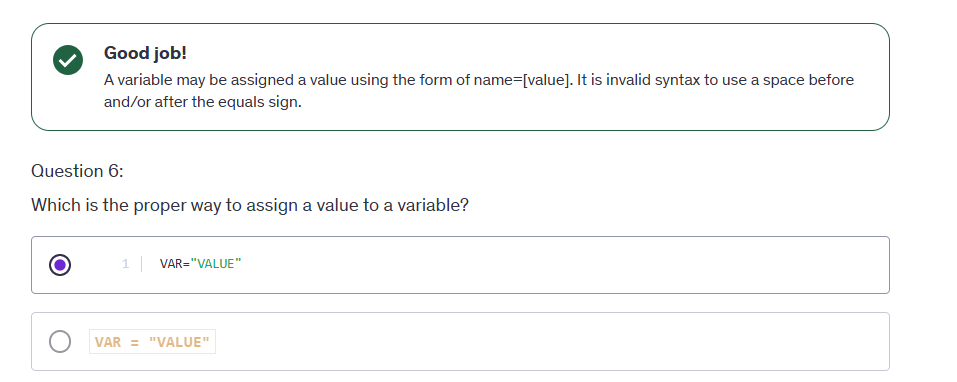 Good job!
A variable may be assigned a value using the form of name=[value]. It is invalid syntax to use a space before
and/or after the equals sign.
Question 6:
Which is the proper way to assign a value to a variable?
1 VAR="VALUE"
VAR = "VALUE"